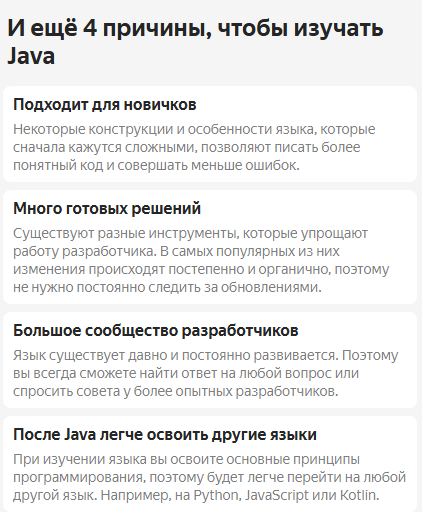 И ещё 4 причины, чтобы изучать
Java
Подходит для новичков
Некоторые конструкции и особенности языка, которые
сначала кажутся сложными, позволяют писать более
понятный код и совершать меньше ошибок.
Много готовых решений
Существуют разные инструменты, которые упрощают
работу разработчика. В самых популярных из них
изменения происходят постепенно и органично, поэтому
не нужно постоянно следить за обновлениями.
Большое сообщество разработчиков
Язык существует давно и постоянно развивается. Поэтому
вы всегда сможете найти ответ на любой вопрос или
спросить совета у более опытных разработчиков.
После Java легче освоить другие языки
При изучении языка вы освоите основные принципы
программирования, поэтому будет легче перейти на любой
другой язык. Например, на Python, JavaScript или Kotlin.